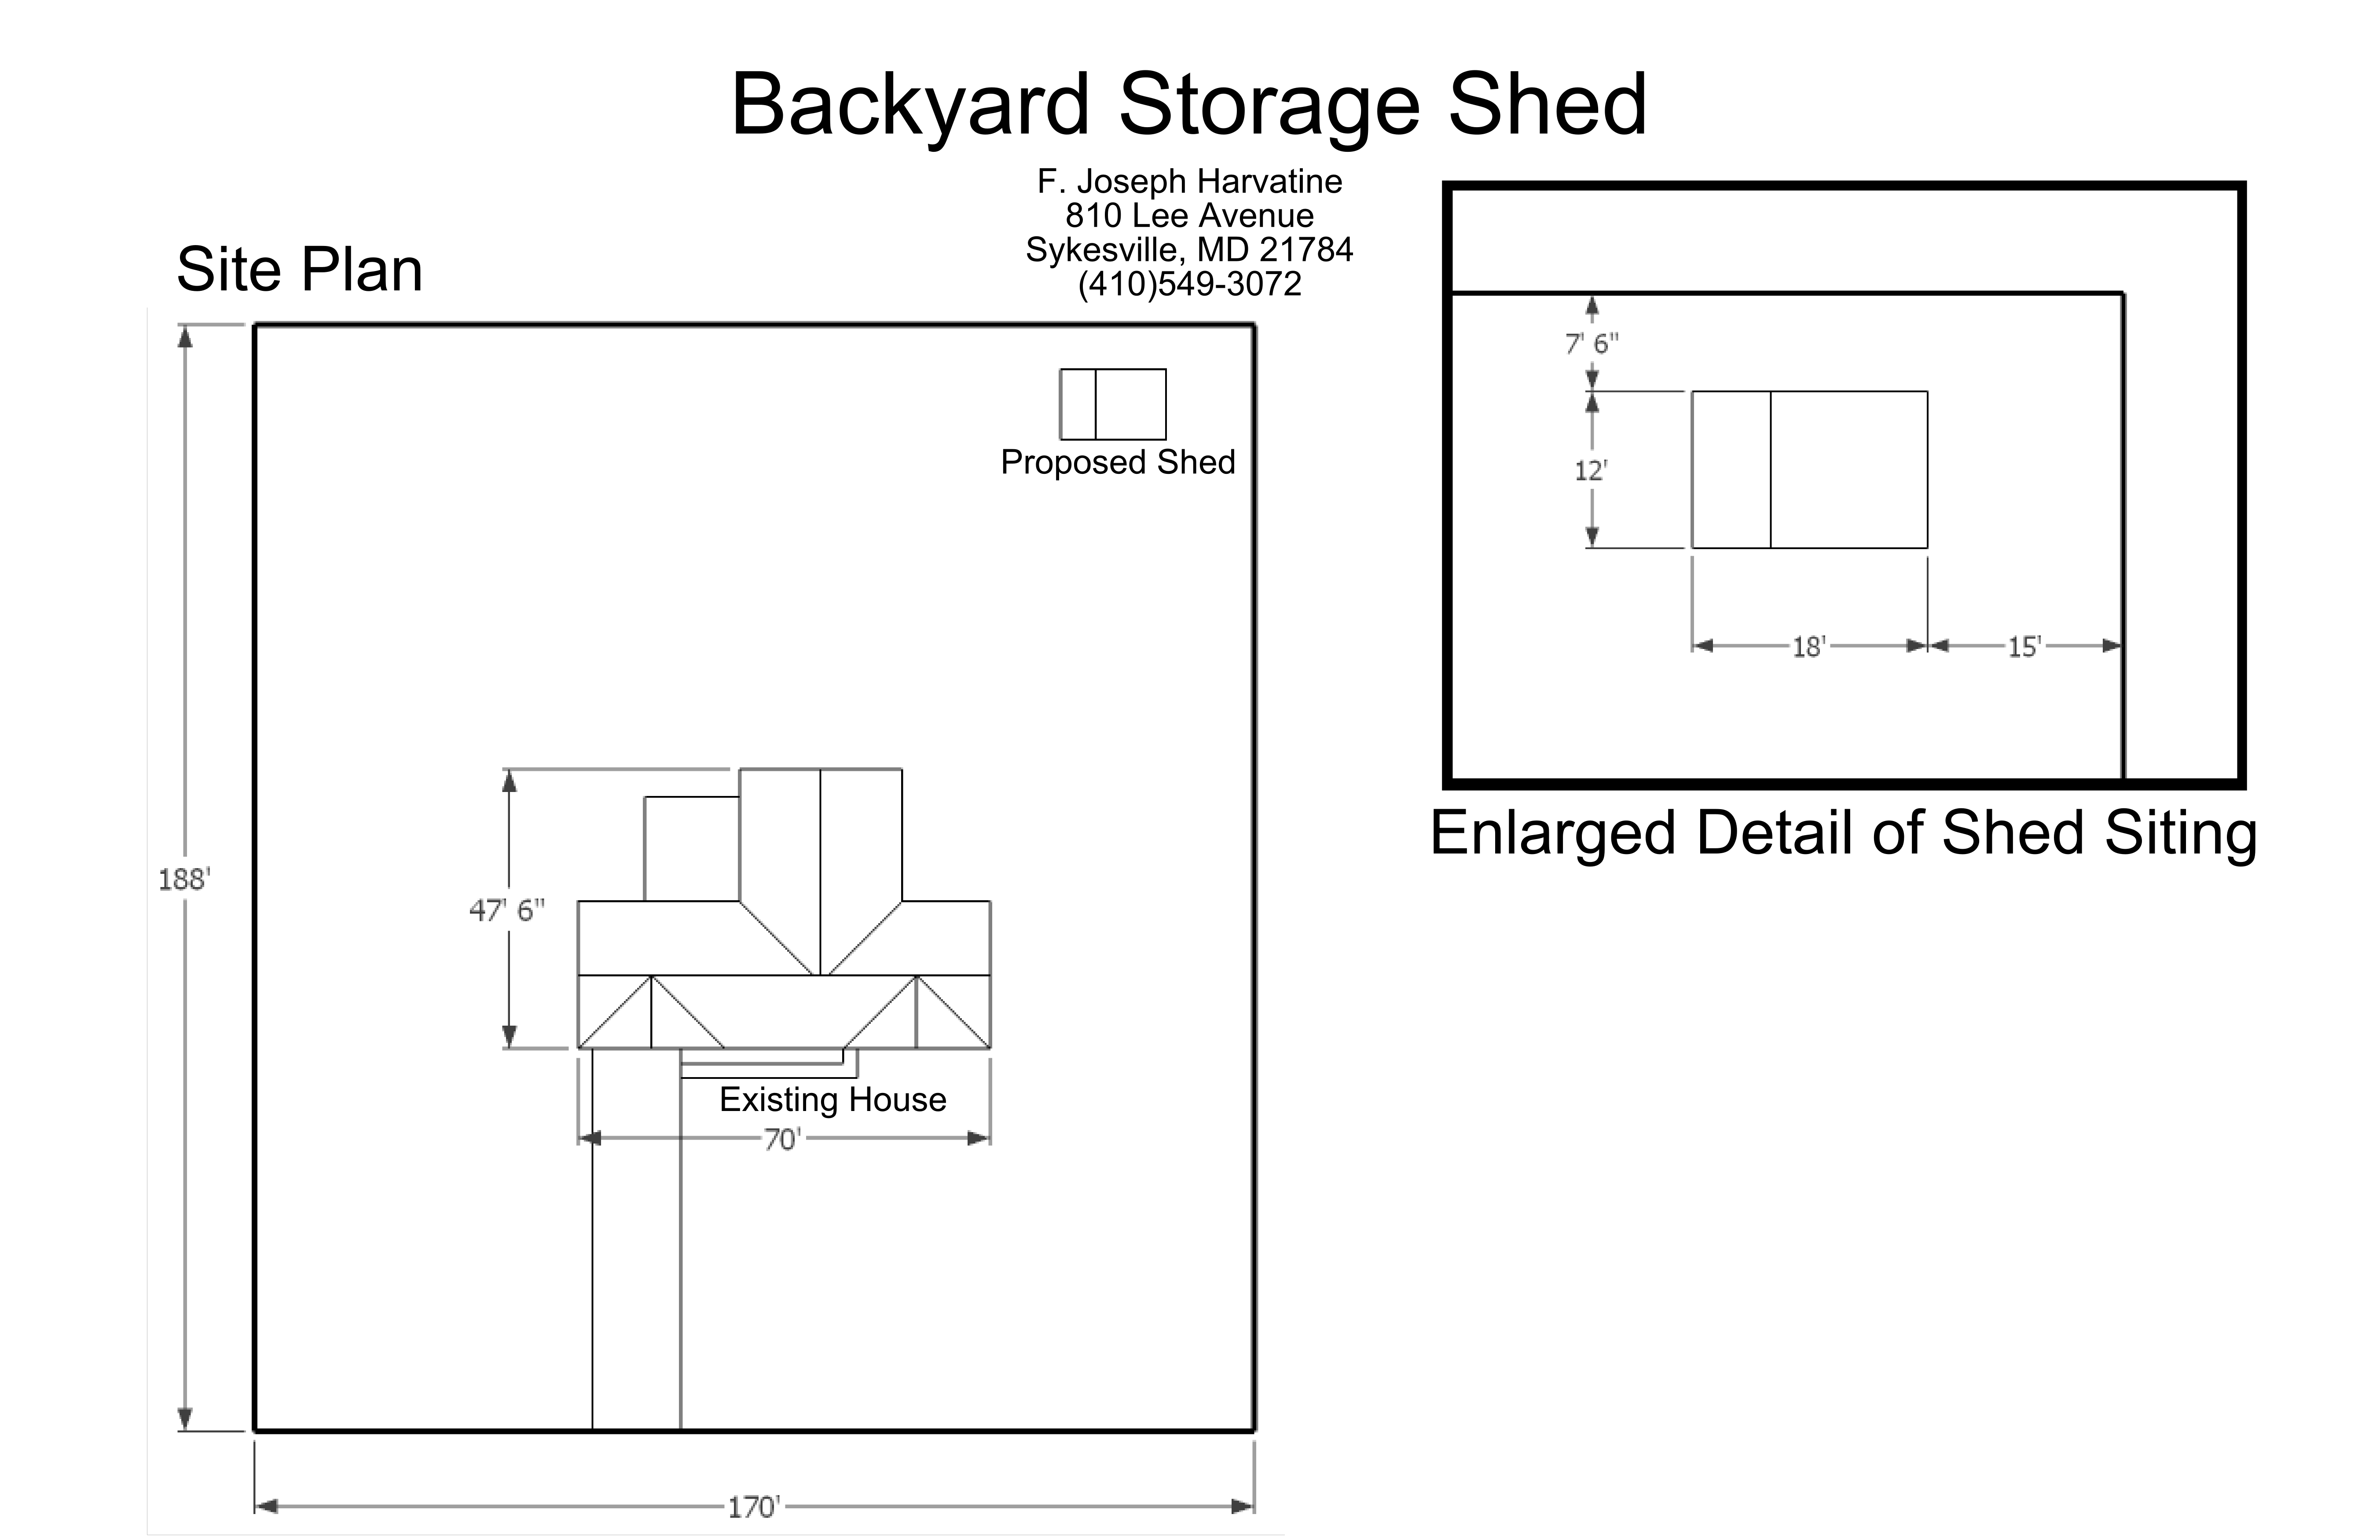 Backyard Storage Shed
F. Joseph Harvatine
810 Lee Avenue
Sykesville, MD 21784
(410)549-3072
Site Plan
Proposed Shed
188'
47' 6"
Existing House
70'
170'
7' 6"
12'
18'
15'
Enlarged Detail of Shed Siting